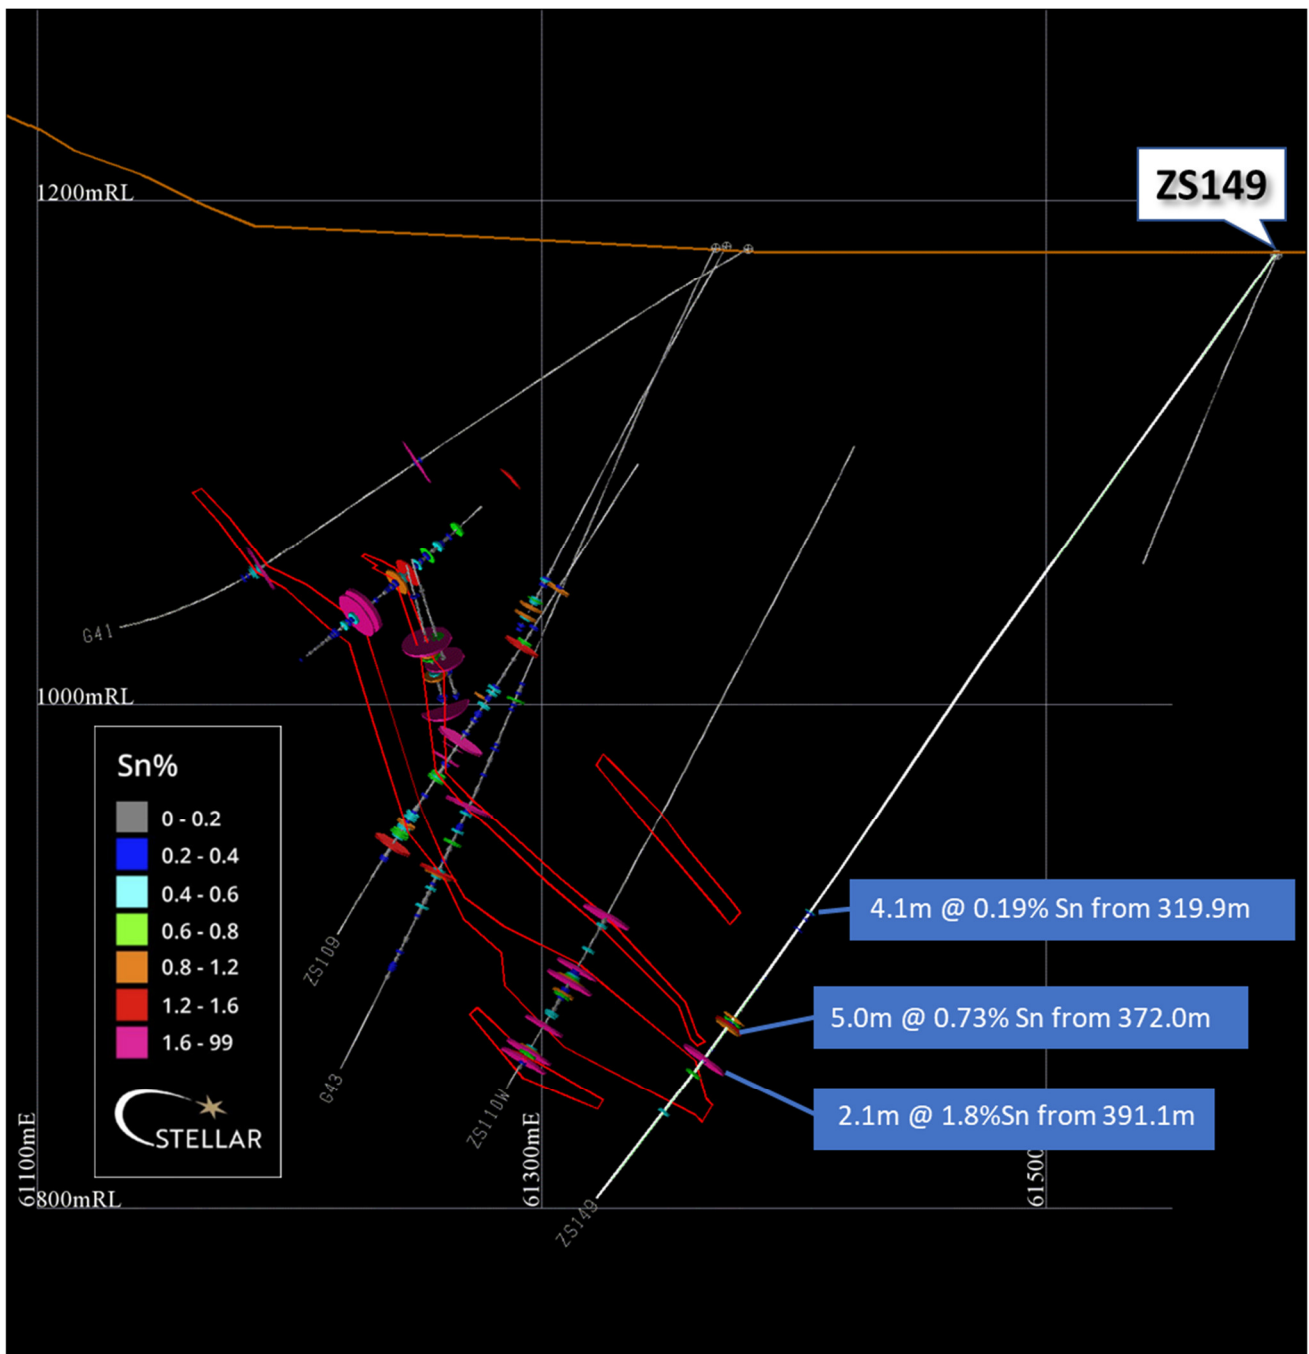 ZS149
1200mRL
G41
1000mRL
Sn%
0 - 0.2
0.2 - 0.4
0.4 - 0.6
0.6 - 0.8
0.8 - 1.2
1.2 - 1.6
1.6 - 99
STELLAR
4.1m @ 0.19% Sn from 319.9m
5.0m @ 0.73% Sn from 372.0m
2.1m @ 1.8%Sn from 391.1m
ZS109
G43
ZS110W
ZS149
61100mE
61300mE
61500
800mRL